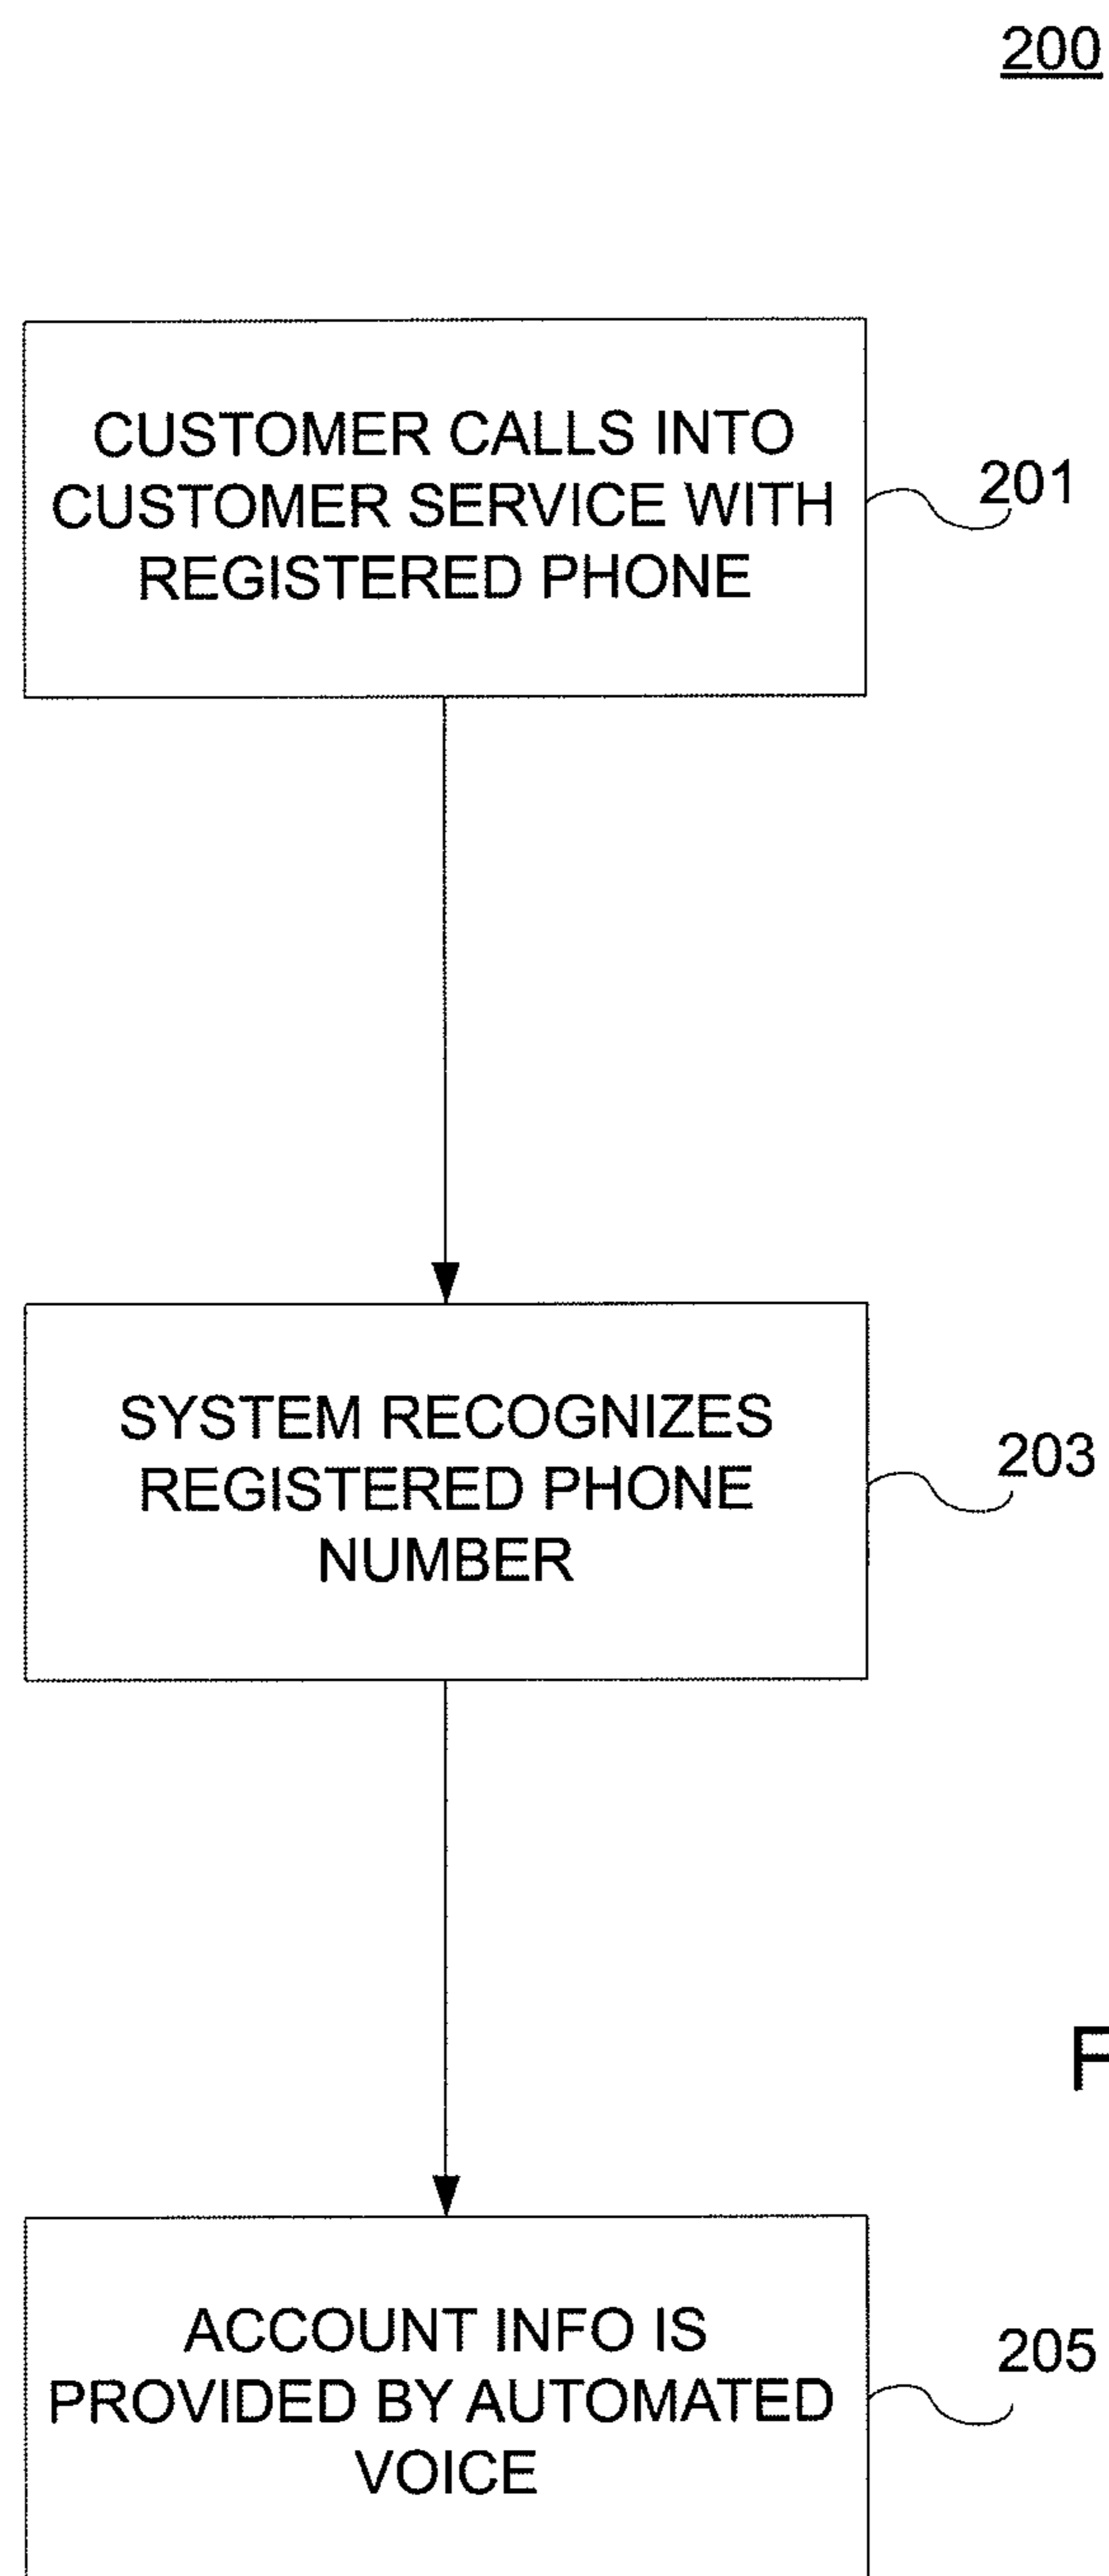 200
CUSTOMER CALLS INTO
CUSTOMER SERVICE WITH
REGISTERED PHONE
201
SYSTEM RECOGNIZES
REGISTERED PHONE
NUMBER
203
F
ACCOUNT INFO IS
PROVIDED BY AUTOMATED
VOICE
205